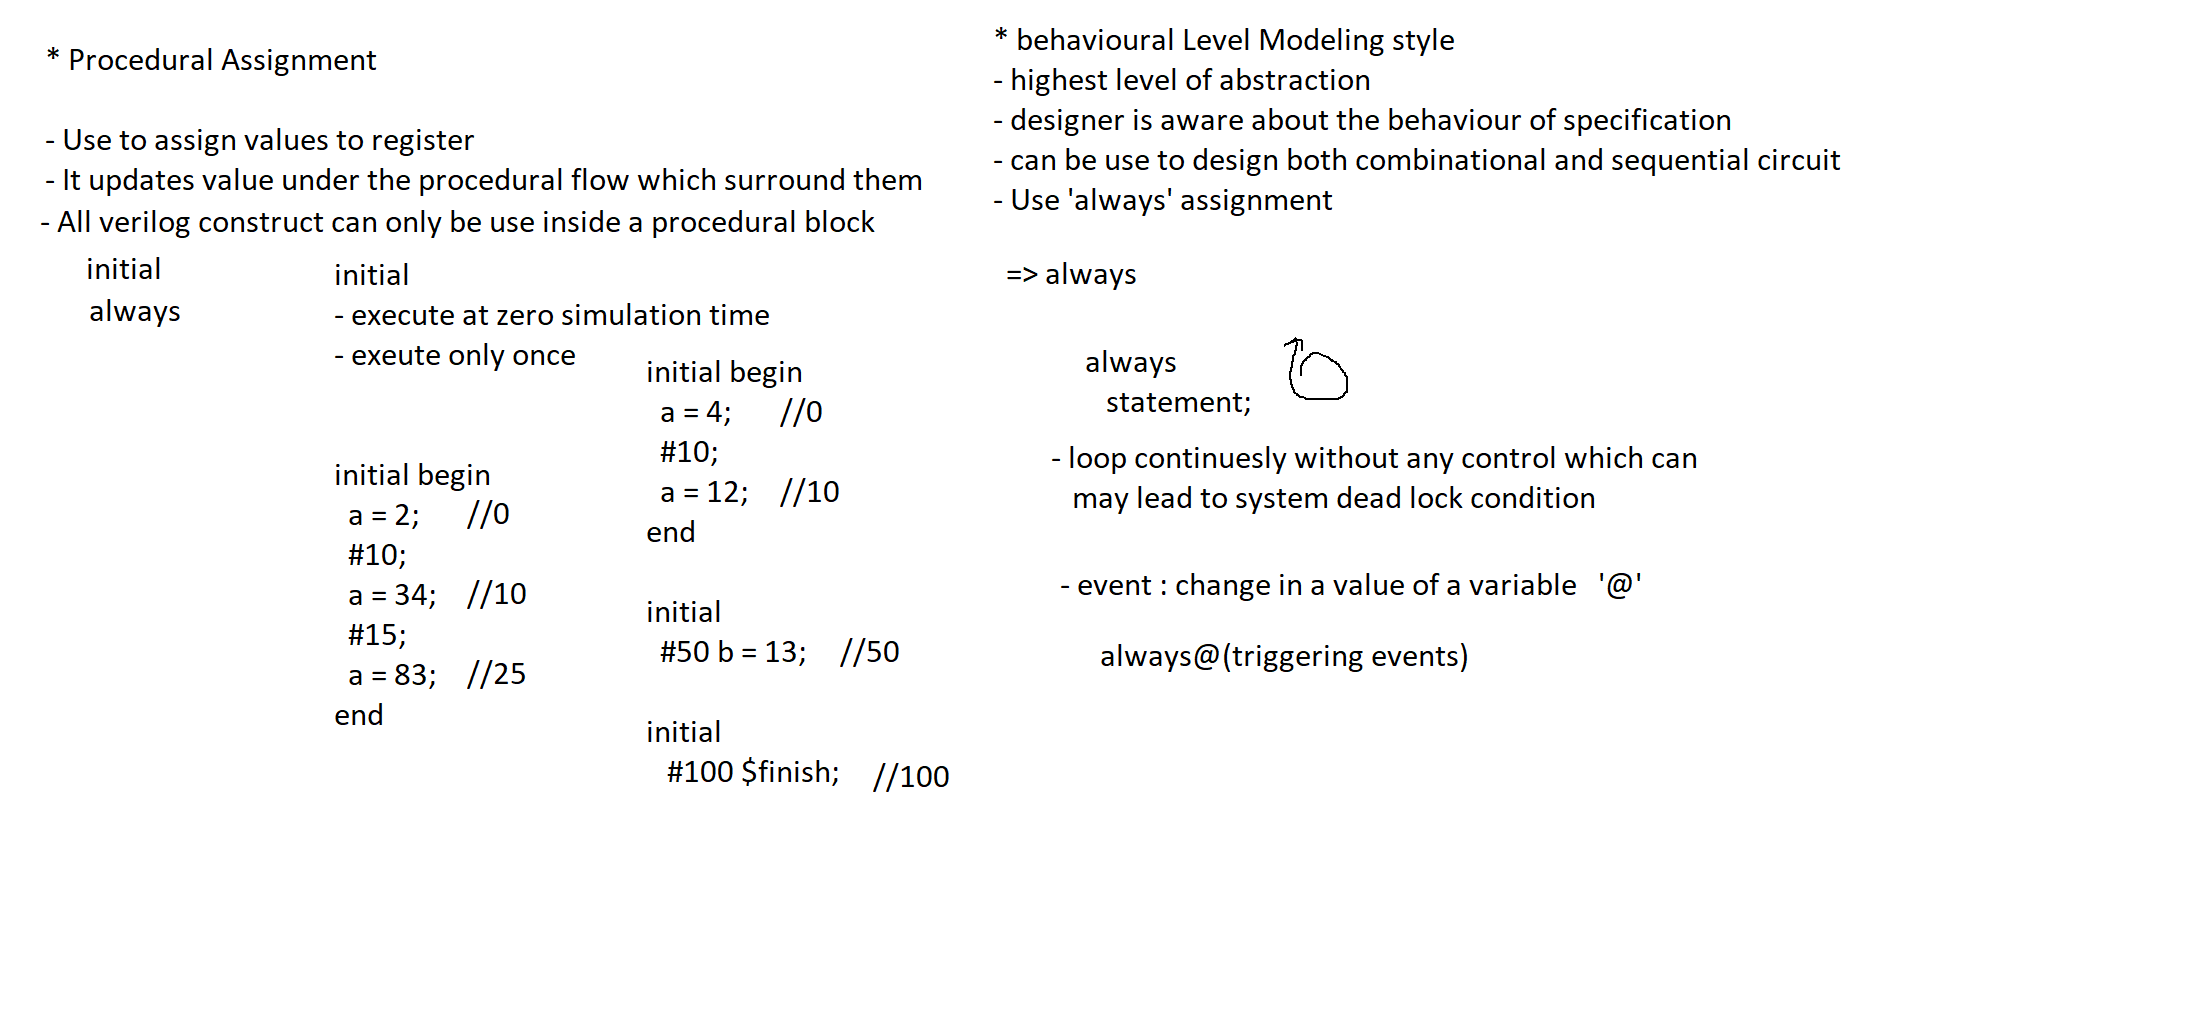 * Procedural Assignment
- Use to assign values to register
- It updates value under the procedural flow which surround them
- All verilog construct can only be use inside a procedural block
initial
always
initial
- execute at zero simulation time
- exeute only once
initial begin
a = 2; //0
#10;
a = 34; //10
#15;
a = 83; //25
end
initial begin
a = 4; //0
#10;
a = 12; //10
end
initial
#50 b = 13; //50
initial
#100 $finish; //100
* behavioural Level Modeling style
- highest level of abstraction
- designer is aware about the behaviour of specification
- can be use to design both combinational and sequential circuit
- Use 'always' assignment
=> always
always
statement;
- loop continuesly without any control which can
may lead to system dead lock condition
- event : change in a value of a variable '@'
always@(triggering events)